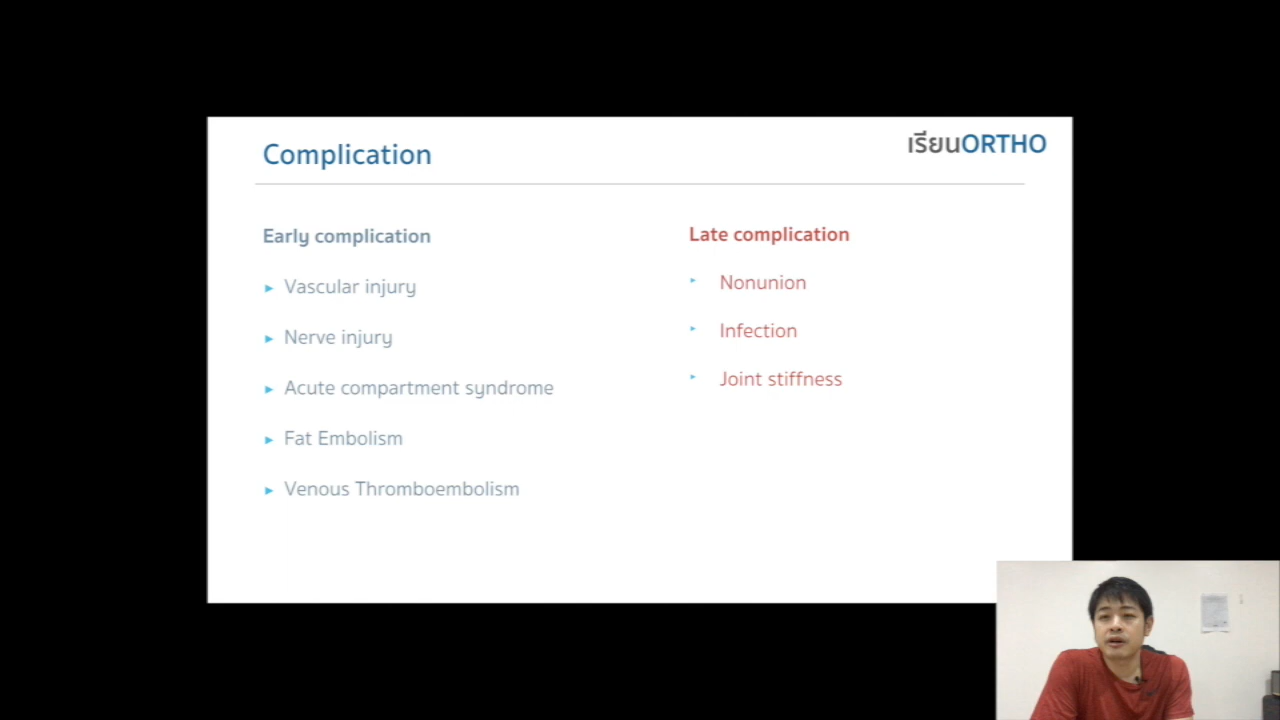 Complication
เรียนORTHO
Early complication
Vascular injury
Nerve injury
Acute compartment syndrome
Fat Embolism
Venous Thromboembolism
Late complication
Nonunion
Infection
Joint stiffness